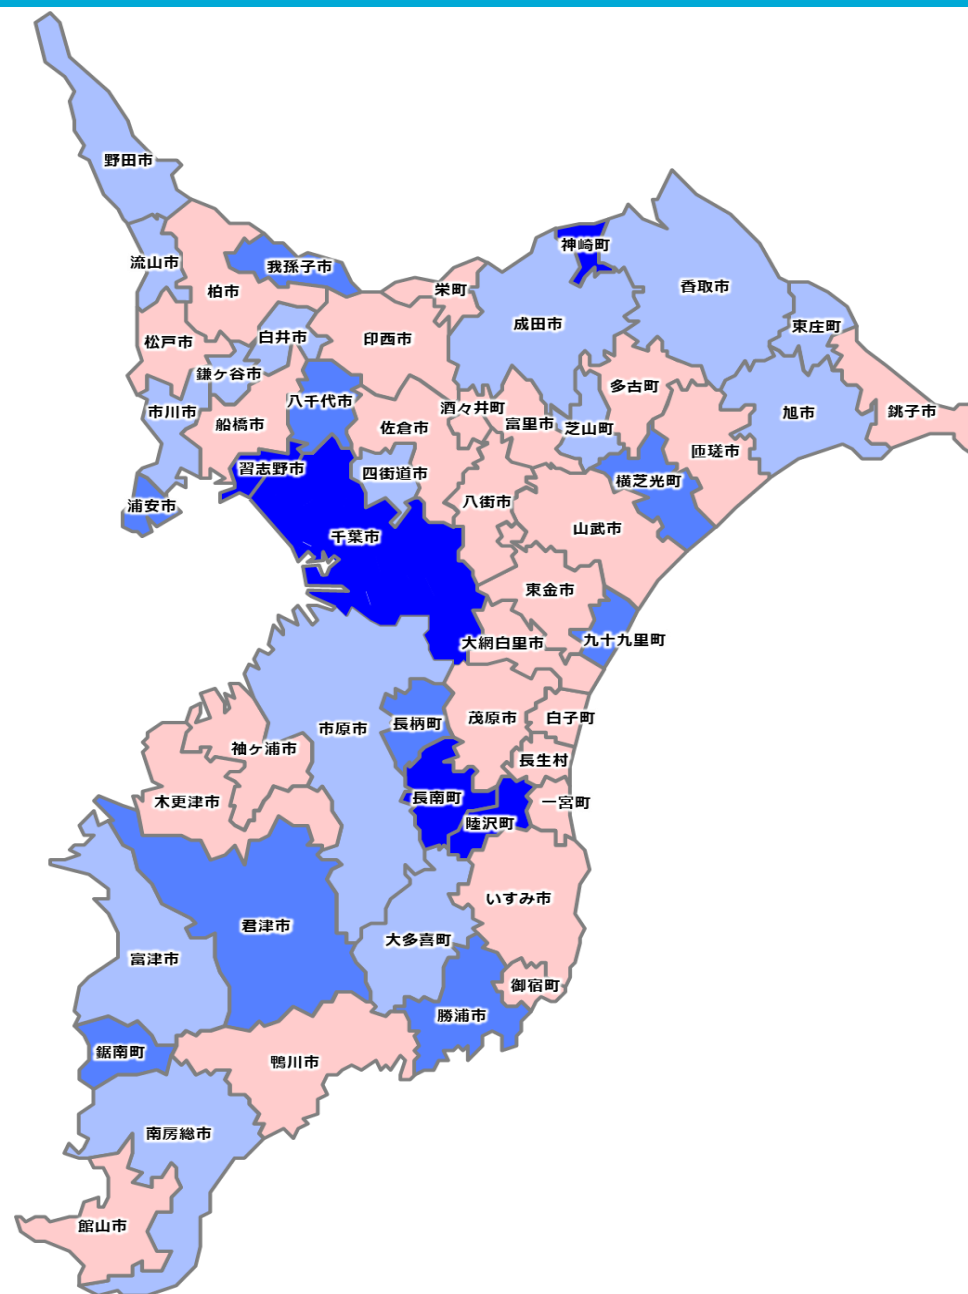 野田市
神崎町
流山市
我孫子市
柏市
栄町
香取市
成田市
東庄町
白井市
印西市
松戸市
鎌ヶ谷市
多古町
八千代市
酒々井町
市川市
旭市
銚子市
船橋市
富里市
佐倉市
芝山町
匝瑳市
習志野市
四街道市
横芝光町
浦安市
八街市
山武市
千葉市
東金市
九十九里町
大網白里市
市原市
長柄町
茂原市
白子町
袖ヶ浦市
長生村
木更津市
長南町
一宮町
睦沢町
いすみ市
君津市
大多喜町
富津市
御宿町
勝浦市
鋸南町
鴨川市
南房総市
館山市